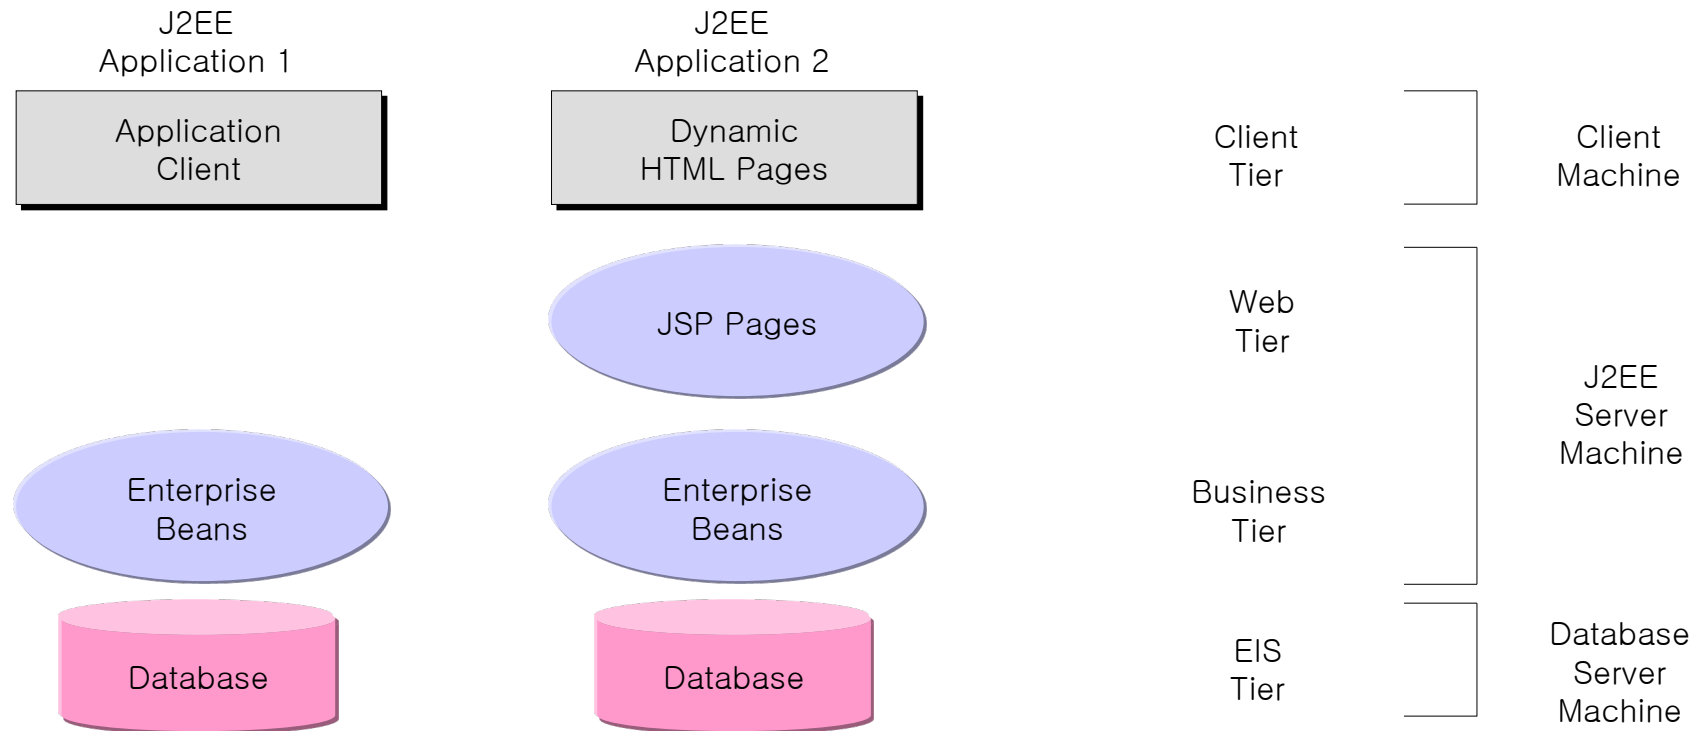 J2EE
Application 1
J2EE
Application 2
Application
Client
Dynamic
HTML Pages
Client
Tier
Client
Machine
JSP Pages
Web
Tier
J2EE
Server
Machine
Enterprise
Beans
Enterprise
Beans
Business
Tier
Database
Database
EIS
Tier
Database
Server
Machine